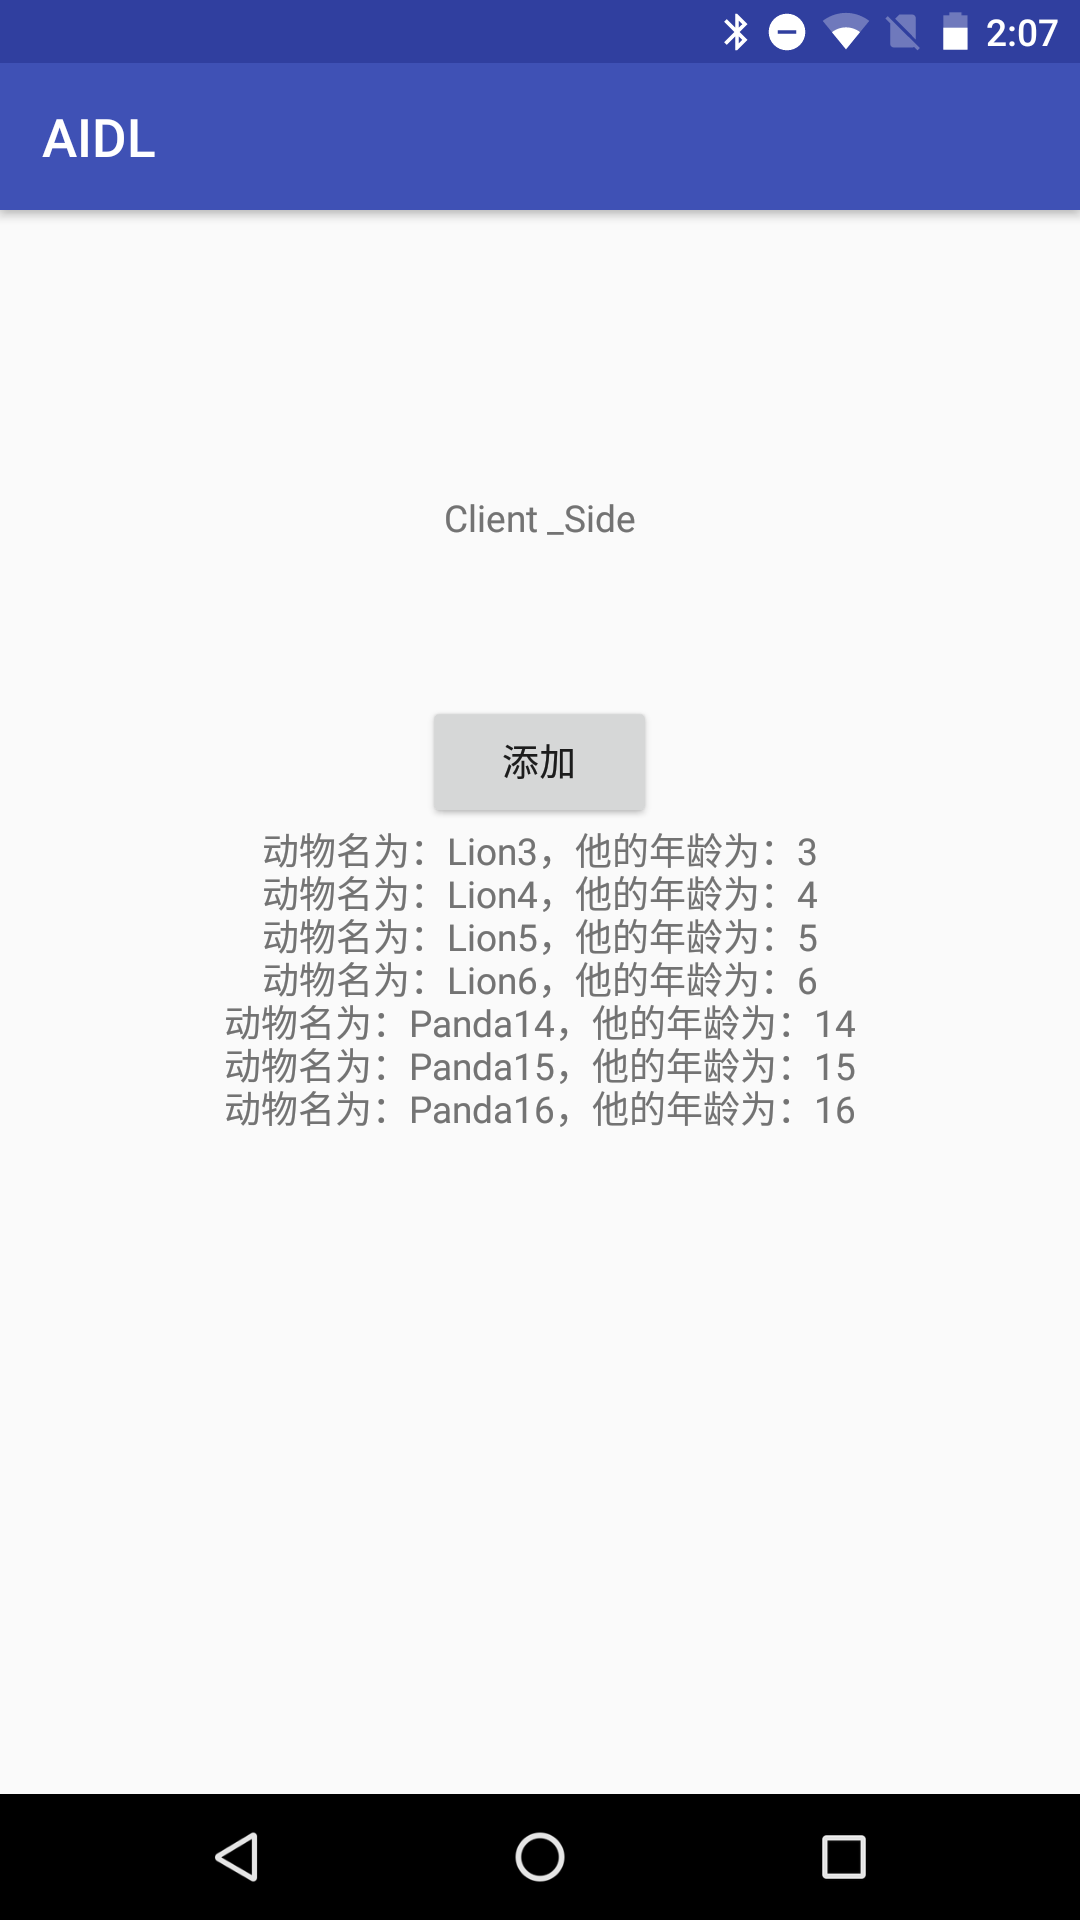 2:07
AIDL
Client _Side
添加
动物名为：Lion3，他的年龄为：3
动物名为：Lion4，他的年龄为：4
动物名为：Lion5，他的年龄为：5
动物名为：Lion6，他的年龄为：6
动物名为：Panda14，他的年龄为：14
动物名为：Panda15，他的年龄为：15
动物名为：Panda16，他的年龄为：16